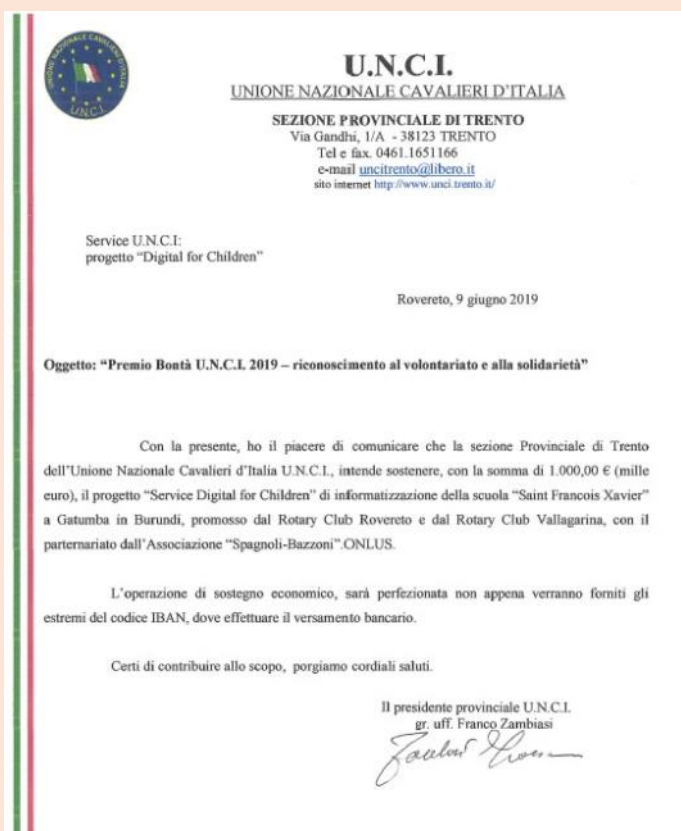 UNIONE NAZIONALE CAVALIERI D'ITALIA
U.N.C.I.
U.N.C.I.
UNIONE NAZIONALE CAVALIERI D'ITALIA
SEZIONE PROVINCIALE DI TRENTO
Via Gandhi, 1/A - 38123 TRENTO
Tel e fax. 0461.1651166
e-mail uncitrento@libero.it
sito internet http://www.unci.trento.it/
Service U.N.C.I:
progetto "Digital for Children"
Rovereto, 9 giugno 2019
Oggetto: "Premio Bontà U.N.C.I. 2019 – riconoscimento al volontariato e alla solidarietà"
Con la presente, ho il piacere di comunicare che la sezione Provinciale di Trento
dell'Unione Nazionale Cavalieri d'Italia U.N.C.I., intende sostenere, con la somma di 1.000,00 € (mille
euro), il progetto "Service Digital for Children" di informatizzazione della scuola "Saint Francois Xavier"
a Gatumba in Burundi, promosso dal Rotary Club Rovereto e dal Rotary Club Vallagarina, con il
parternariato dall'Associazione "Spagnoli-Bazzoni".ONLUS.
L'operazione di sostegno economico, sarà perfezionata non appena verranno forniti gli
estremi del codice IBAN, dove effettuare il versamento bancario.
Certi di contribuire allo scopo, porgiamo cordiali saluti.
Il presidente provinciale U.N.C.I.
gr. uff. Franco Zambiasi